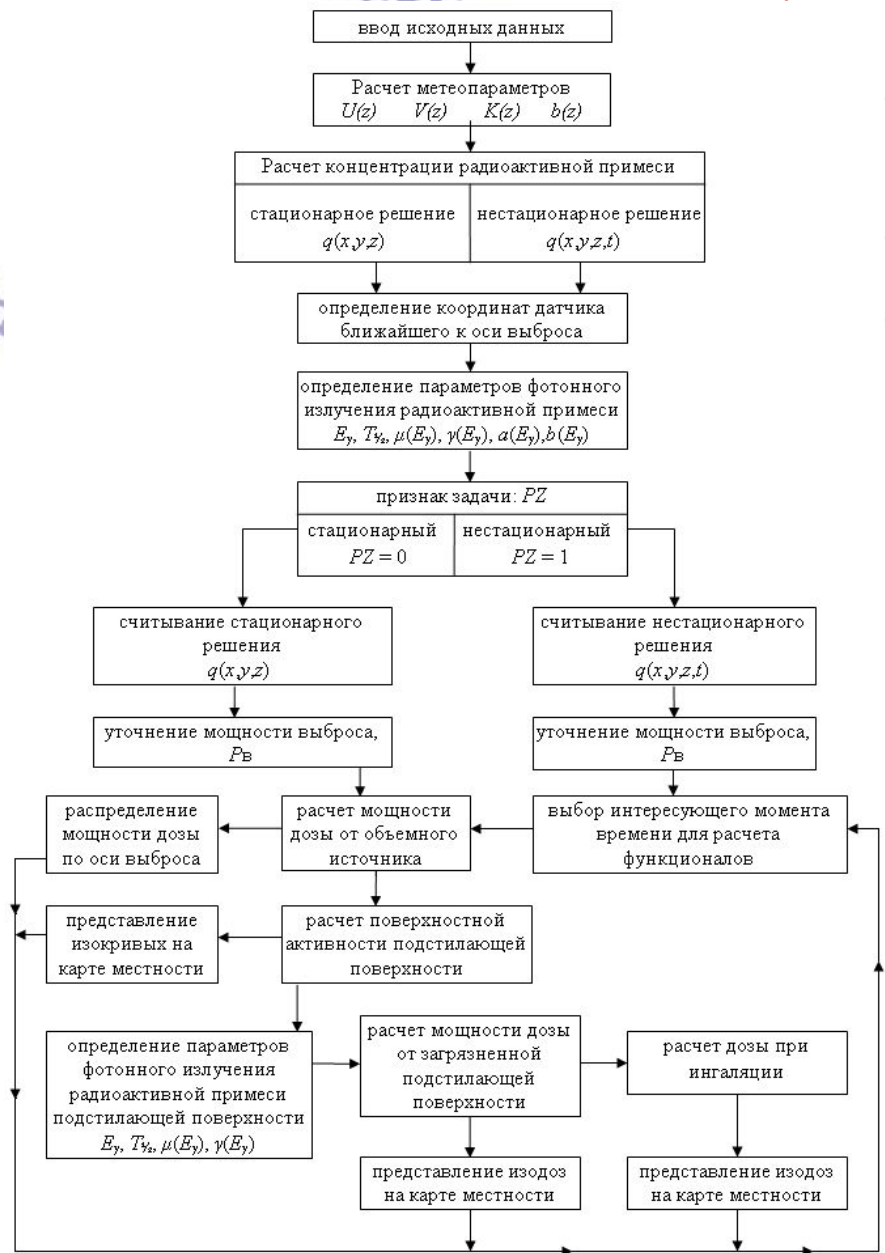 ввод исходных данных
Расчет метеопараметров
U(z) V(z) K(z) b(z)
Расчет концентрации радиоактивной примеси
стационарное решение
q(x,y,z)
нестационарное решение
q(x,y,z,t)
определение координат датчика
ближайшего к оси выброса
определение параметров фотонного
излучения радиоактивной примеси
Eγ, T½, μ(Eγ), γ(Eγ), a(Eγ),b(Eγ)
признак задачи: PZ
стационарный
PZ = 0
нестационарный
PZ = 1
считывание стационарного
решения
q(x,y,z)
считывание нестационарного
решения
q(x,y,z,t)
уточнение мощности выброса,
Pв
уточнение мощности выброса,
Pв
распределение
мощности дозы
по оси выброса
расчет мощности
дозы от объемного
источника
выбор интересующего момента
времени для расчета
функционалов
представление
изокривых на
карте местности
расчет поверхностной
активности подстилающей
поверхности
определение параметров
фотонного излучения
радиоактивной примеси
подстилающей поверхности
Eγ, T½, μ(Eγ), γ(Eγ)
расчет мощности дозы
от загрязненной
подстилающей
поверхности
расчет дозы при
ингаляции
представление изодоз
на карте местности
представление изодоз
на карте местности